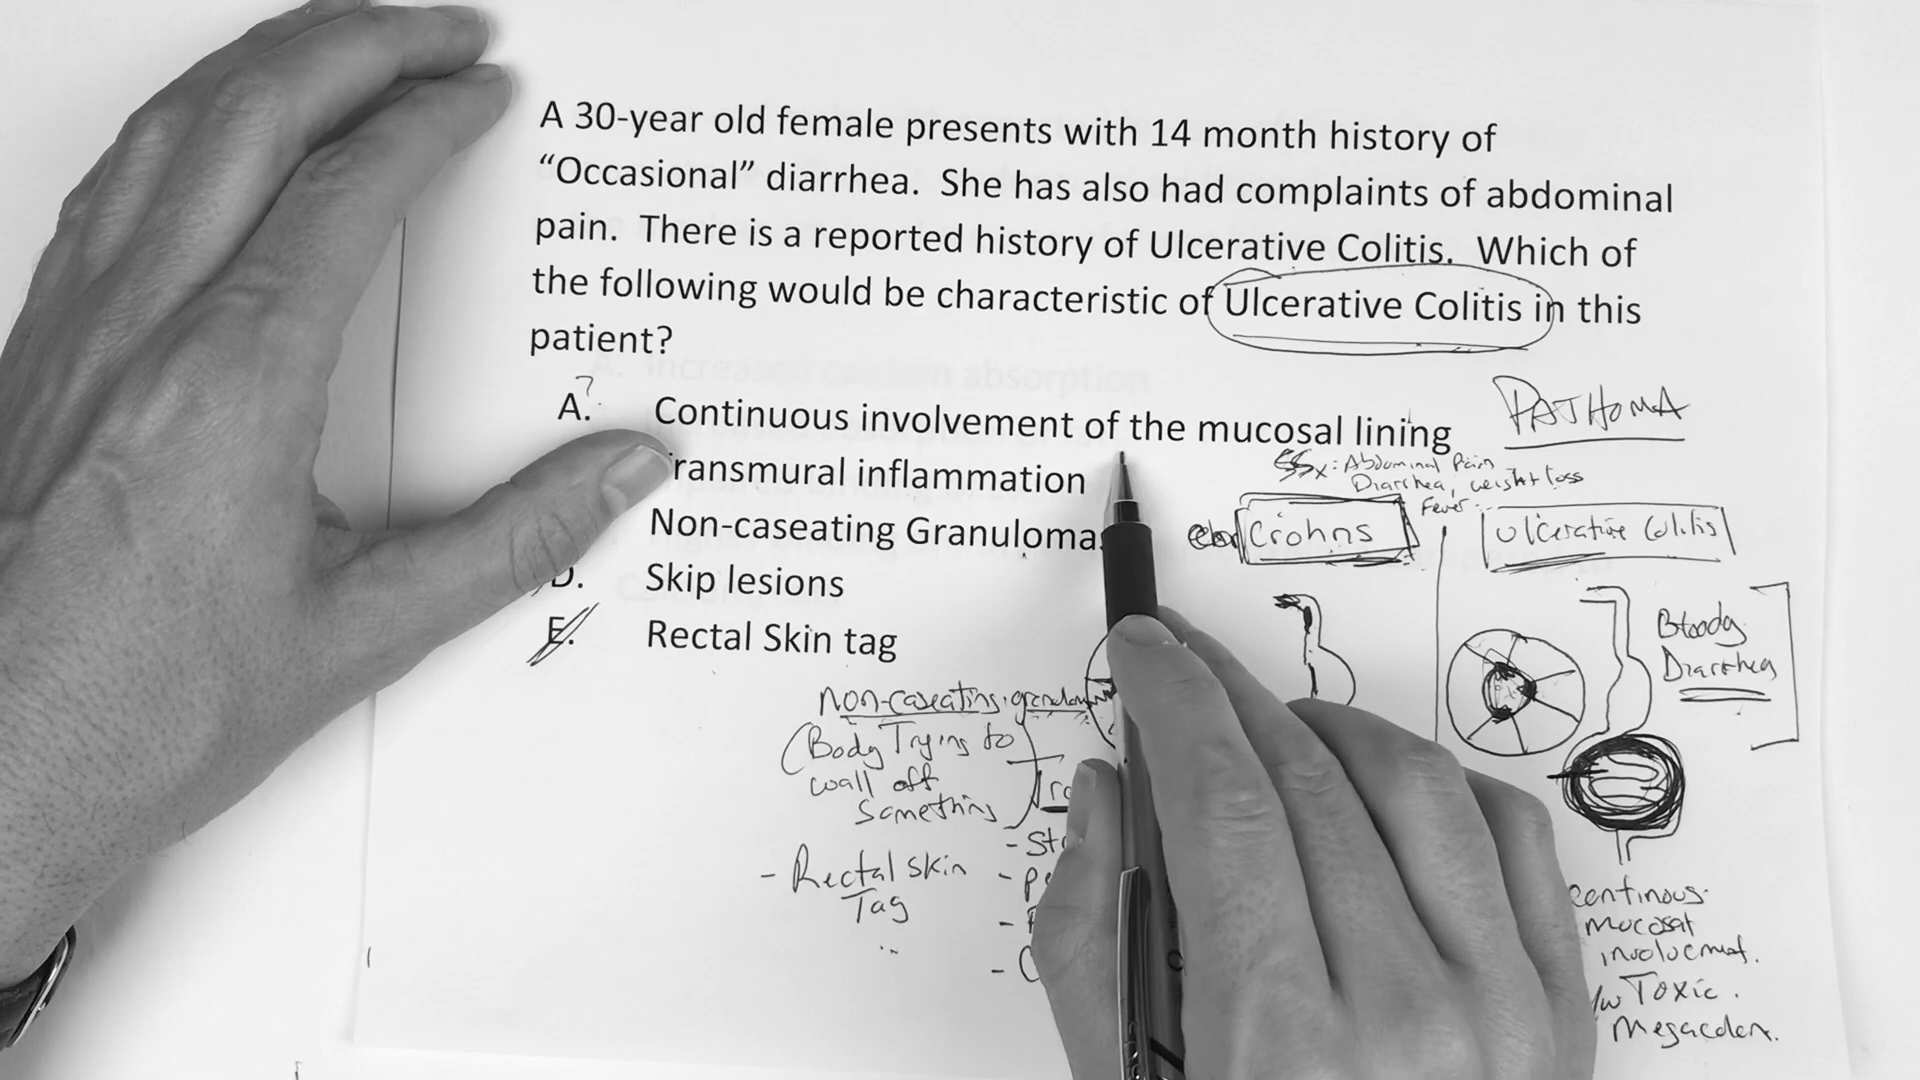 A 30-year old female presents with 14 month history of
“Occasional” diarrhea. She has also had complaints of abdominal
pain. There is a reported history of Ulcerative Colitis. Which of
the following would be characteristic of Ulcerative Colitis in this
patient?
?
A. Continuous involvement of the mucosal lining
ransmural inflammation
Non-caseating Granuloma
D. Skip lesions
E. Rectal Skin tag
PATHOMA
Sx: Abdominal Pain
Diarrhea, weight loss
Fever
Crohns
Ulcerative Colitis
Bloody
Diarrhea
Non-caseating
(Body Trying to
wall off
Something)
- Rectal skin
Tag
- St
- P
-
- C
continous
mucosal
involvement.
Toxic.
Megacolon.